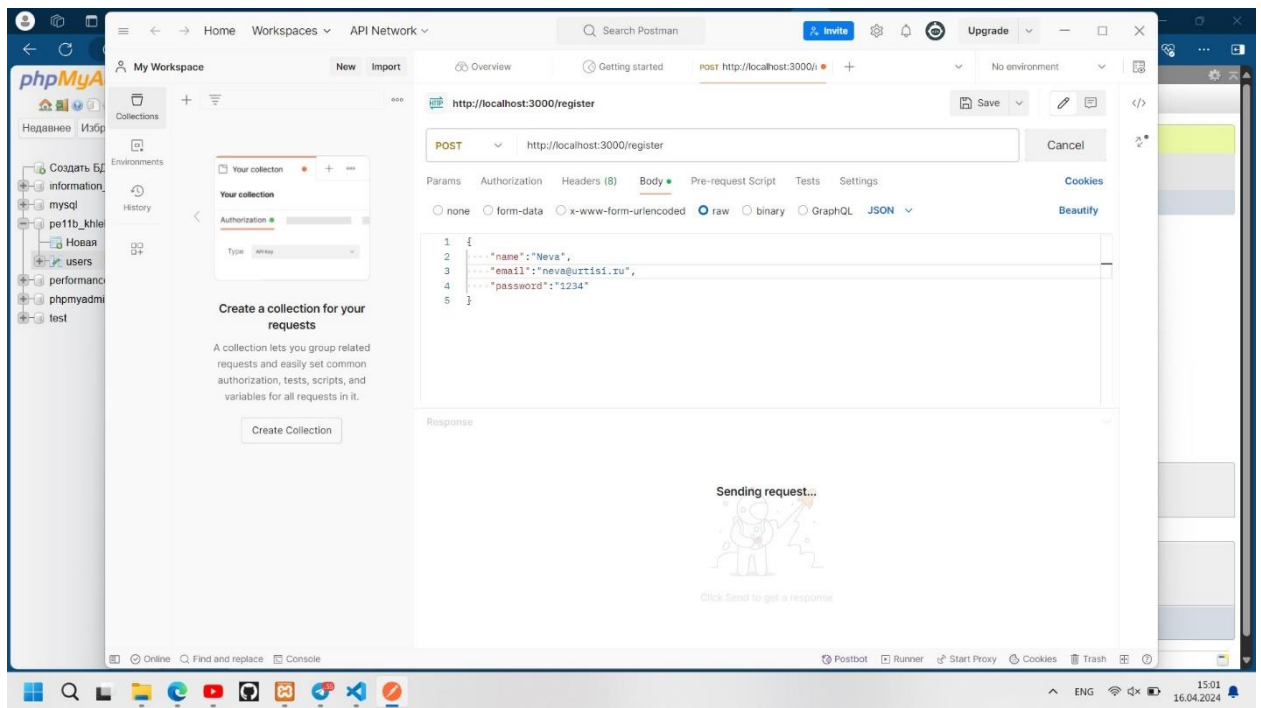 Home Workspaces API Network Search Postman Invite Upgrade
phpMyA
My Workspace New Import Overview Getting started POST http://localhost:3000/ No environment
Недавнее Избр
Collections
HTTP http://localhost:3000/register Save
Environments
POST http://localhost:3000/register Cancel
History
Создать БД
information_
mysql
pe11b_khle
Новая
users
performanc
phpmyadmi
test
Your collecton
Your collection
Authorization
Type API Key
Create a collection for your
requests
A collection lets you group related
requests and easily set common
authorization, tests, scripts, and
variables for all requests in it.
Create Collection
Params Authorization Headers (8) Body Pre-request Script Tests Settings Cookies
none form-data x-www-form-urlencoded raw binary GraphQL JSON Beautify
1 {
2 "name":"Neva",
3 "email":"neva@urtisi.ru",
4 "password":"1234"
5 }
Response
Sending request...
Click Send to get a response
Online Find and replace Console Postbot Runner Start Proxy Cookies Trash
ENG 15:01
16.04.2024